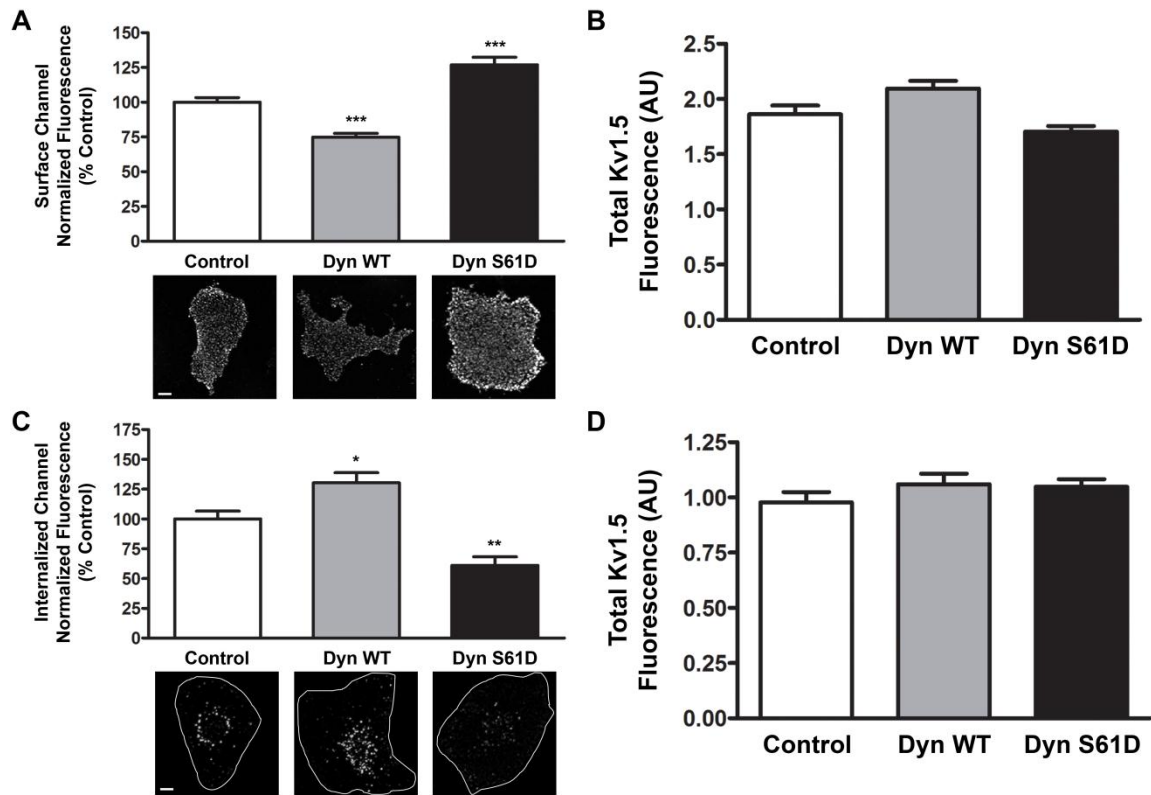 A
Surface Channel
Normalized Fluorescence
(% Control)
150
125
100
75
50
25
0
***
***
Control
Dyn WT
Dyn S61D
B
Total Kv1.5
Fluorescence (AU)
2.5
2.0
1.5
1.0
0.5
0.0
Control
Dyn WT
Dyn S61D
C
Internalized Channel
Normalized Fluorescence
(% Control)
175
150
125
100
75
50
25
0
*
**
Control
Dyn WT
Dyn S61D
D
Total Kv1.5
Fluorescence (AU)
1.25
1.00
0.75
0.50
0.25
0.00
Control
Dyn WT
Dyn S61D